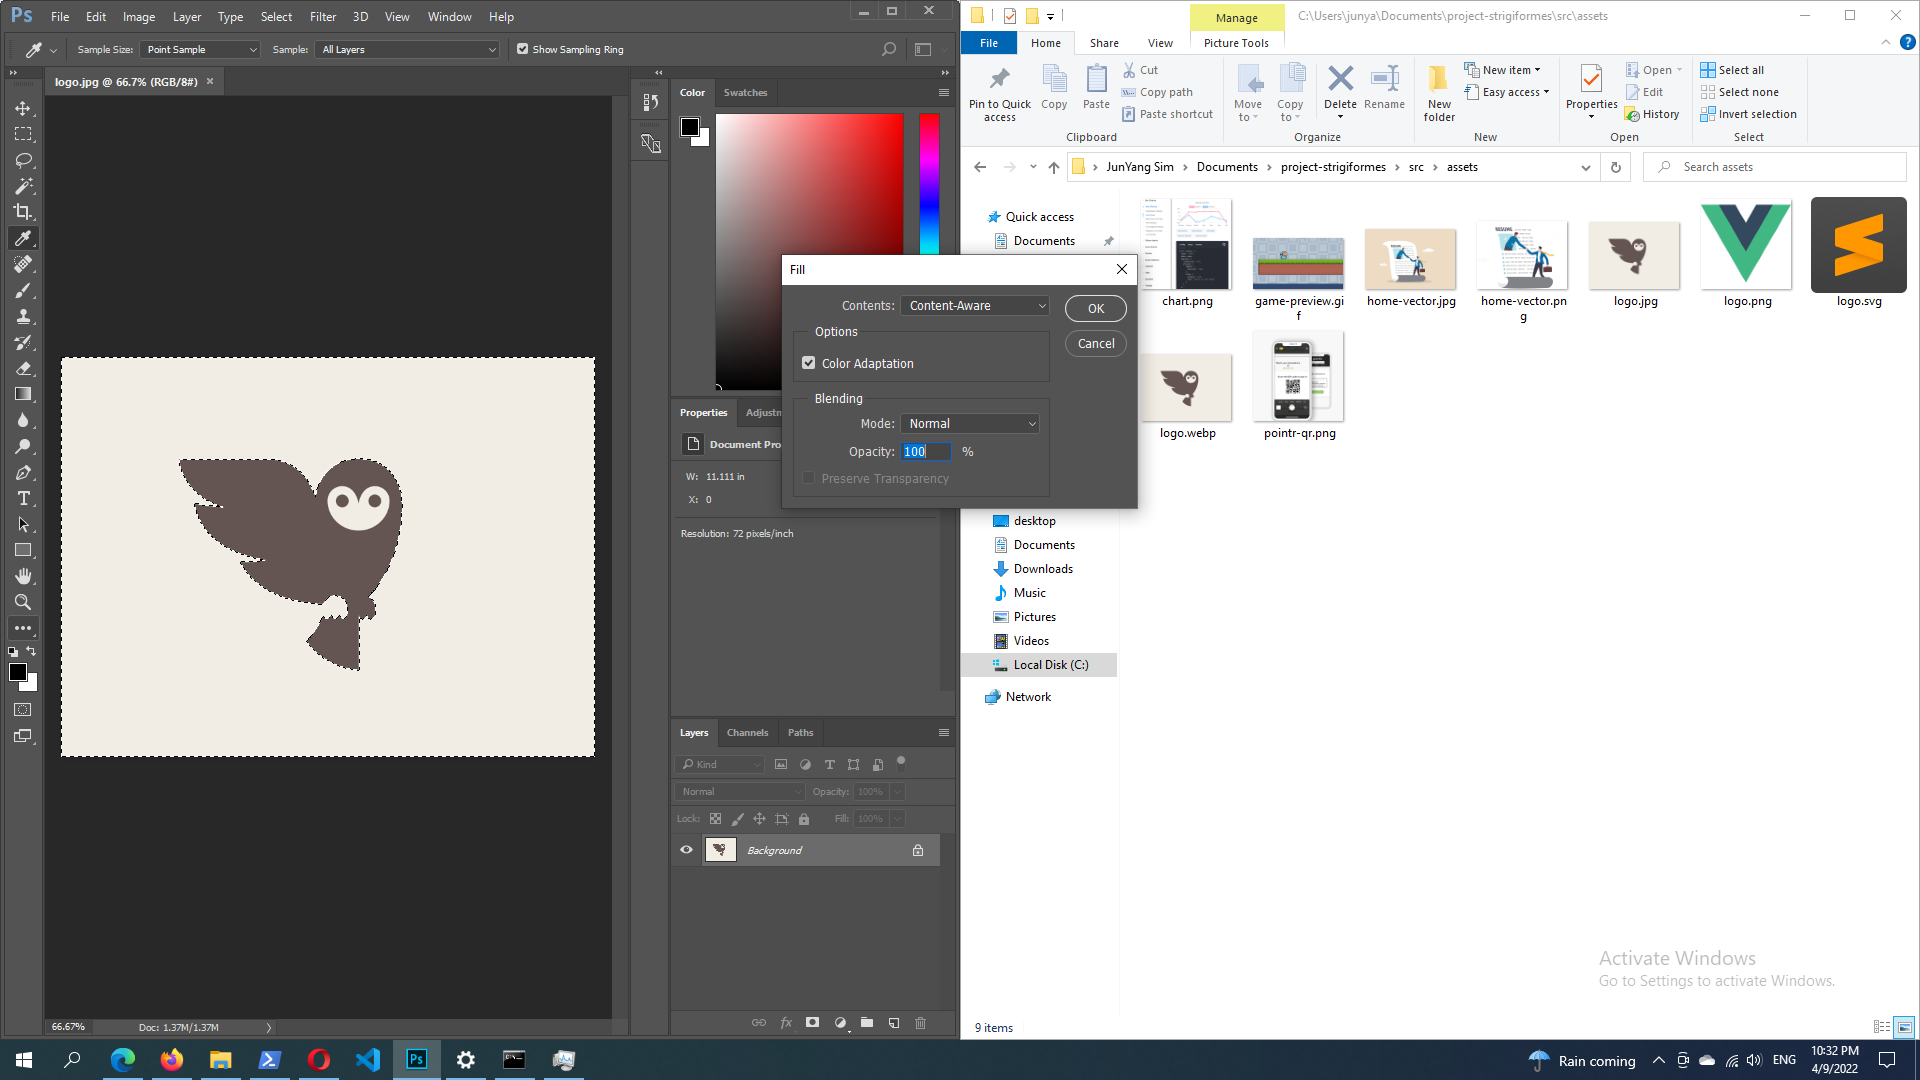 Ps File Edit Image Layer Type Select Filter 3D View Window Help
Sample Size: Point Sample Sample: All Layers Show Sampling Ring
logo.jpg @ 66.7% (RGB/8#)
Color Swatches
Properties Adjustm
Document Pro
W: 11.111 in
X: 0
Resolution: 72 pixels/inch
Layers Channels Paths
Kind
Normal Opacity: 100%
Lock: Fill: 100%
Background
fx
66.67% Doc: 1.37M/1.37M
Fill
Contents: Content-Aware
OK
Options
Cancel
Color Adaptation
Blending
Mode: Normal
Opacity: 100 %
Preserve Transparency
Manage
C:\Users\junya\Documents\project-strigiformes\src\assets
File Home Share View Picture Tools
Pin to Quick access
Copy
Paste
Cut
Copy path
Paste shortcut
Clipboard
Move to
Copy to
Delete
Rename
Organize
New folder
New item
Easy access
New
Properties
Open
Edit
History
Open
Select all
Select none
Invert selection
Select
JunYang Sim Documents project-strigiformes src assets
Search assets
Quick access
Documents
desktop
Documents
Downloads
Music
Pictures
Videos
Local Disk (C:)
Network
chart.png
game-preview.gi
f
home-vector.jpg
home-vector.pn
g
logo.jpg
logo.png
logo.svg
logo.webp
pointr-qr.png
Activate Windows
Go to Settings to activate Windows.
9 items
Ps
Rain coming
ENG
10:32 PM
4/9/2022